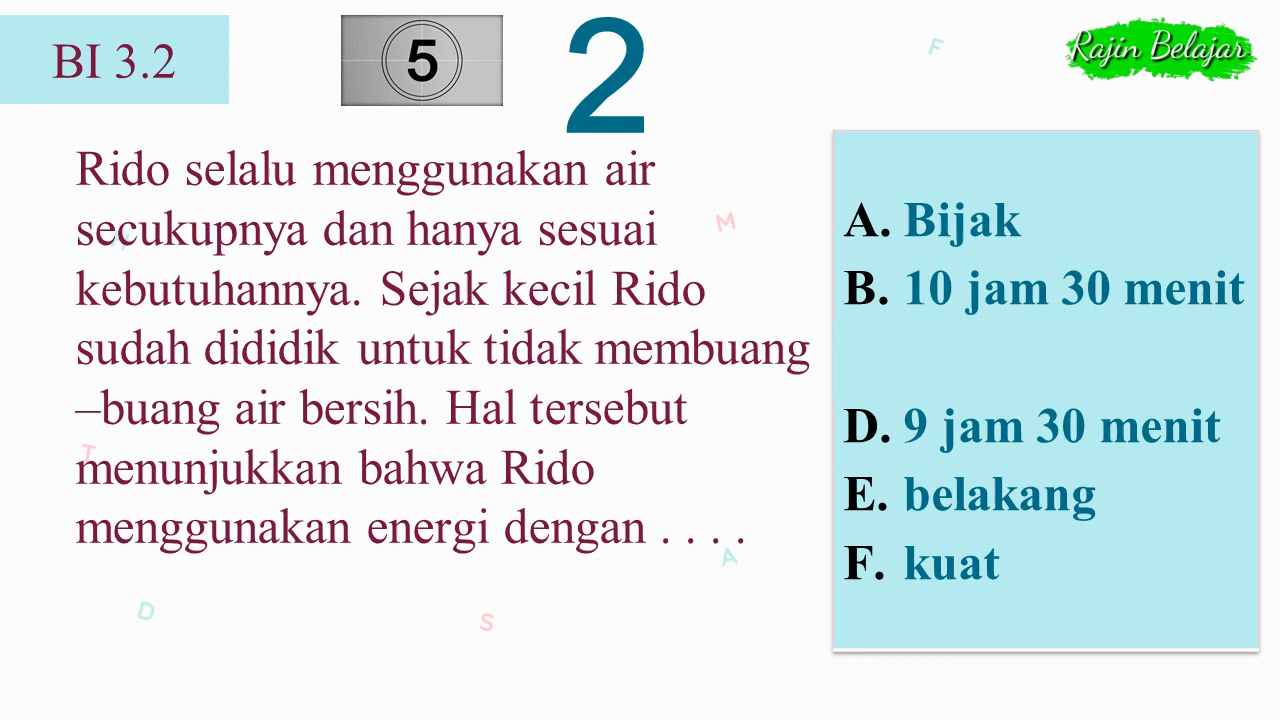 BI 3.2
5
2
Rajin Belajar
Rido selalu menggunakan air
secukupnya dan hanya sesuai
kebutuhannya. Sejak kecil Rido
sudah dididik untuk tidak membuang
–buang air bersih. Hal tersebut
menunjukkan bahwa Rido
menggunakan energi dengan . . . .
A. Bijak
B. 10 jam 30 menit
D. 9 jam 30 menit
E. belakang
F. kuat
F
M
T
A
D
S